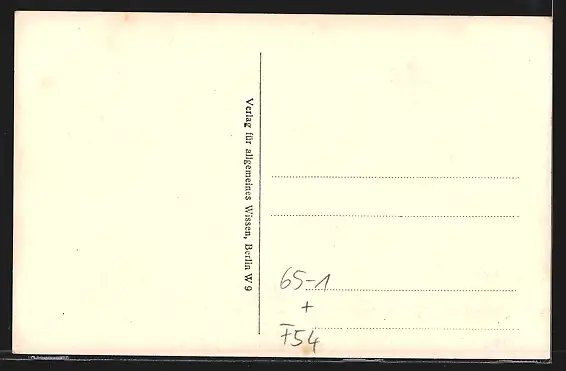 Verlag für allgemeines Wissen, Berlin W 9
65-1
+
F54